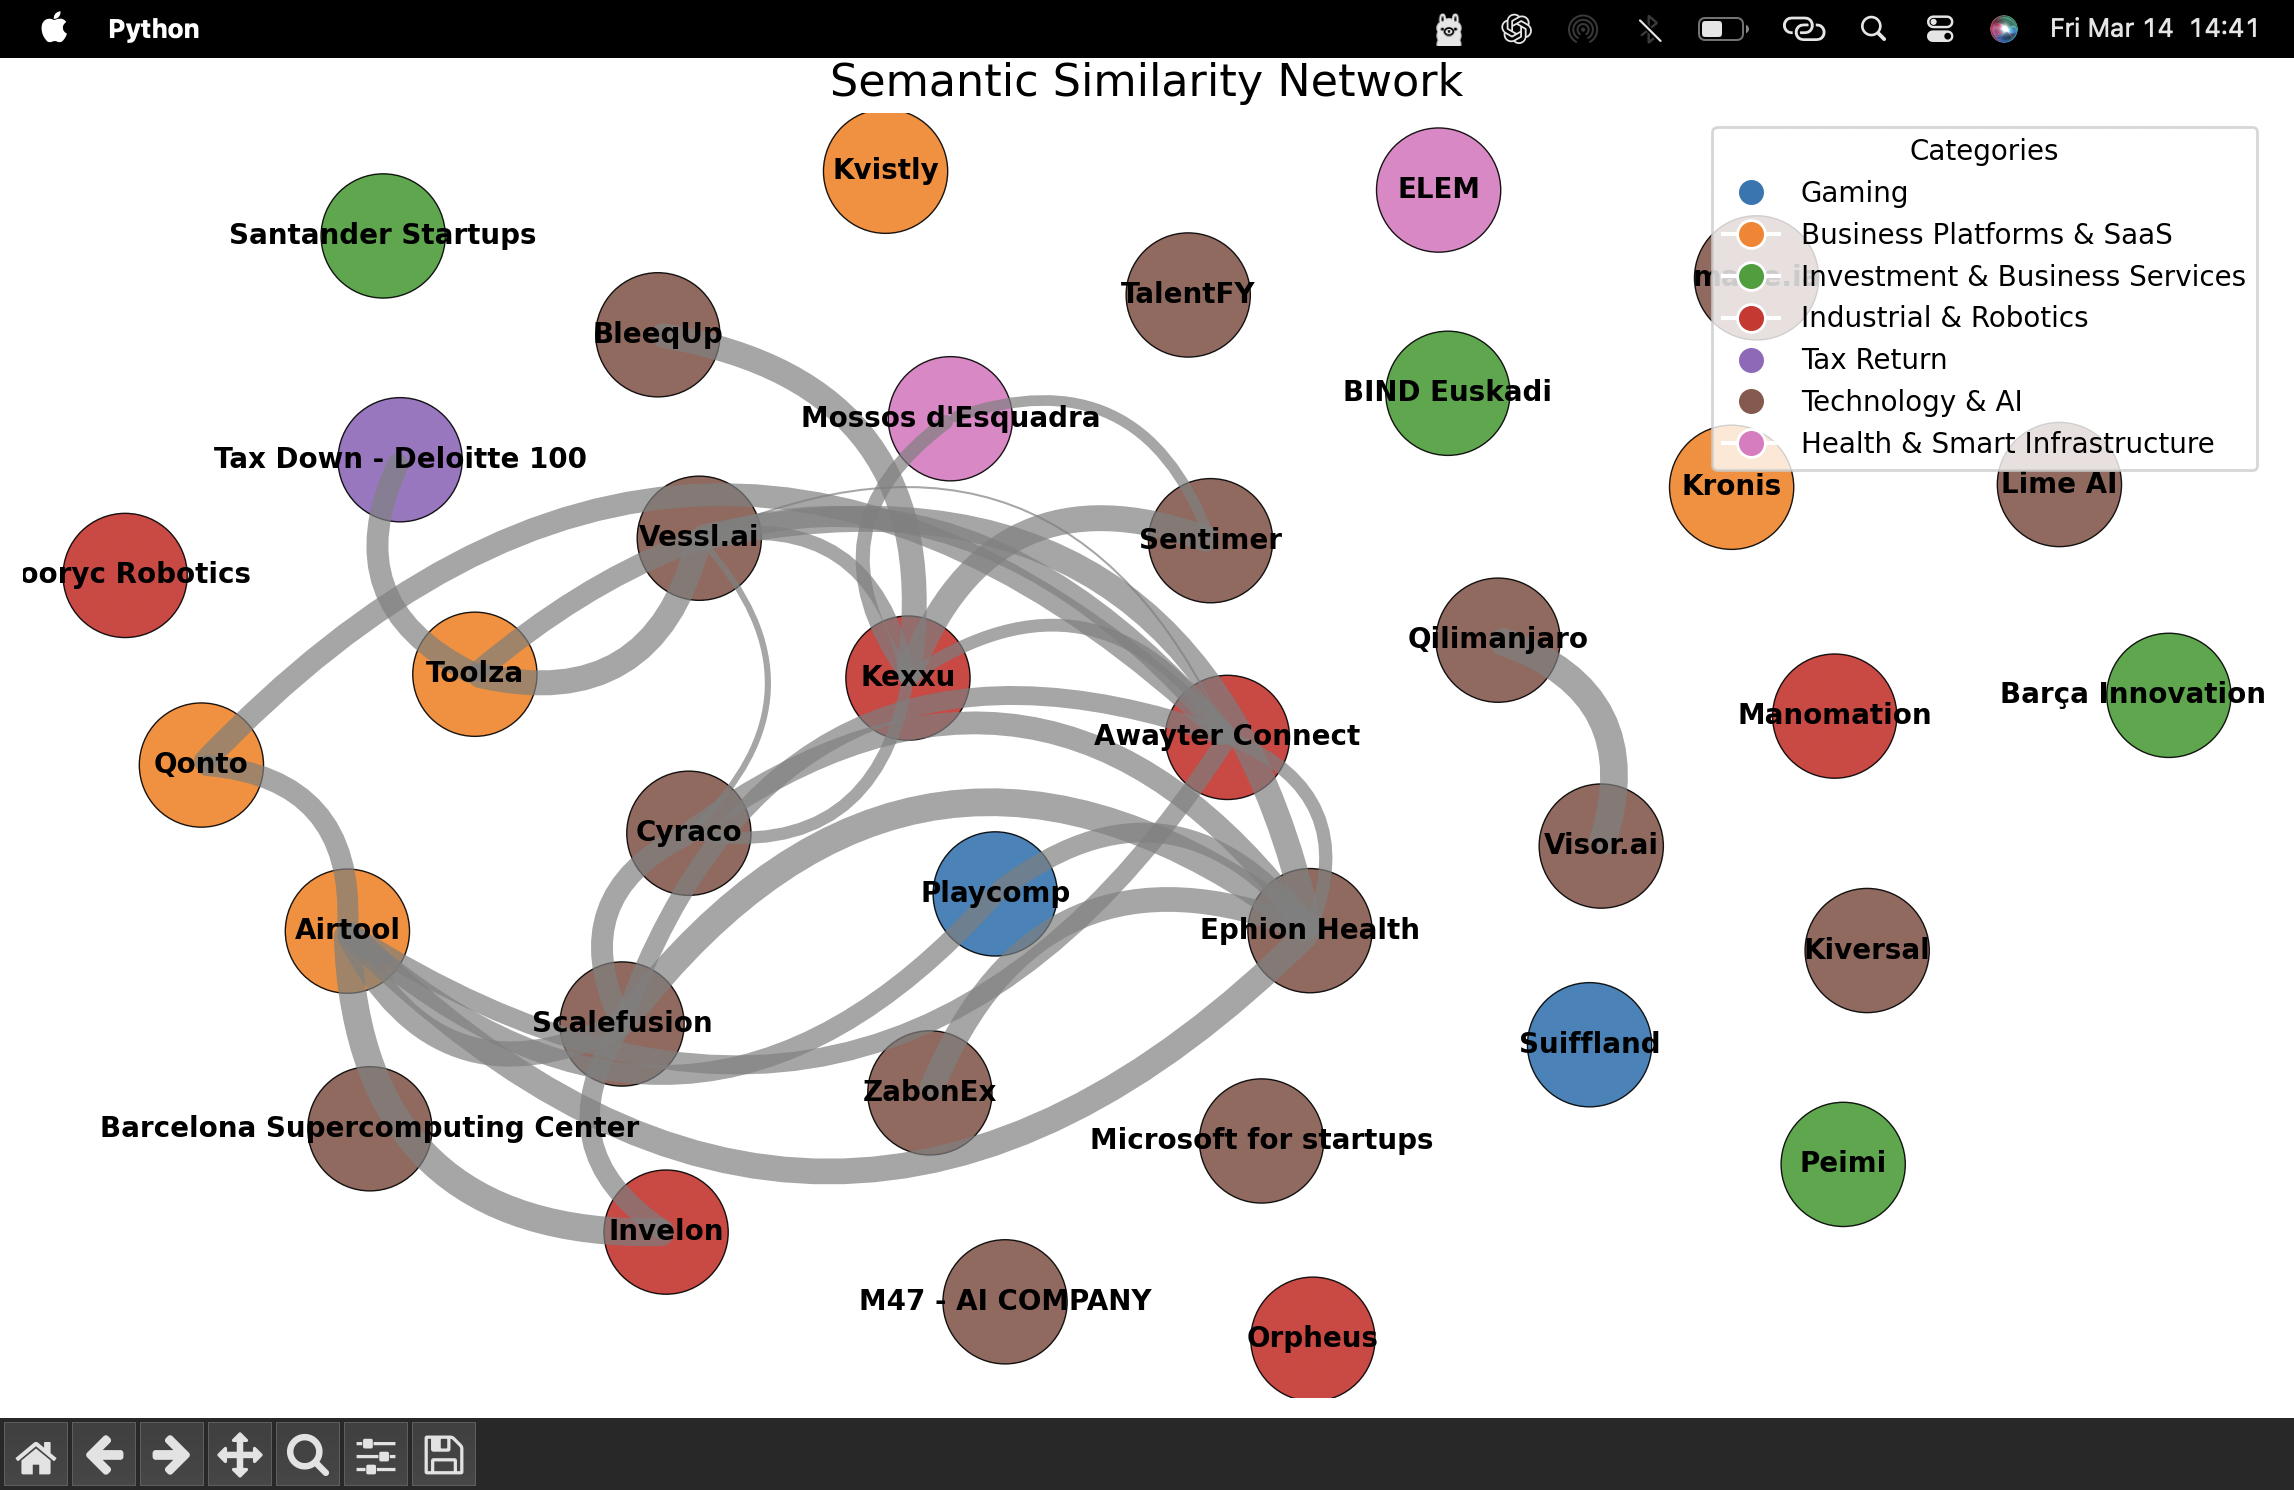 Python
Fri Mar 14 14:41
Semantic Similarity Network
Categories
Gaming
Business Platforms & SaaS
Investment & Business Services
Industrial & Robotics
Tax Return
Technology & AI
Health & Smart Infrastructure
Kvistly
ELEM
Santander Startups
TalentFY
BleeqUp
BIND Euskadi
Mossos d'Esquadra
Tax Down - Deloitte 100
Kronis
Lime AI
Vessl.ai
Sentimer
ooryc Robotics
Qilimanjaro
Toolza
Kexxu
Barça Innovation
Manomation
Awayter Connect
Qonto
Cyraco
Visor.ai
Playcomp
Airtool
Ephion Health
Kiversal
Scalefusion
Suiffland
ZabonEx
Barcelona Supercomputing Center
Microsoft for startups
Peimi
Invelon
M47 - AI COMPANY
Orpheus